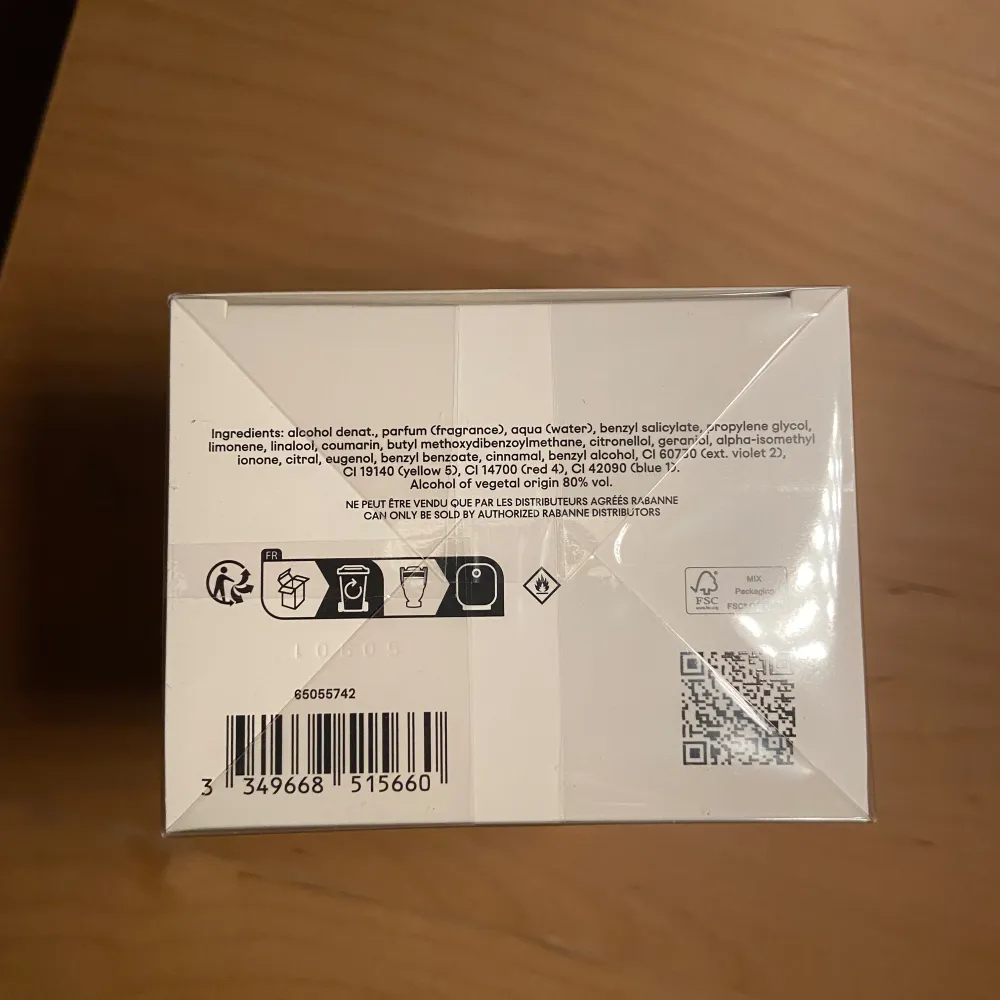 Ingredients: alcohol denat., parfum (fragrance), aqua (water), benzyl salicylate, propylene glycol,
limonene, linalool, coumarin, butyl methoxydibenzoylmethane, citronellol, geraniol, alpha-isomethyl
ionone, citral, eugenol, benzyl benzoate, cinnamal, benzyl alcohol, CI 60730 (ext. violet 2),
CI 19140 (yellow 5), CI 14700 (red 4), CI 42090 (blue 1).
Alcohol of vegetal origin 80% vol.
NE PEUT ÊTRE VENDU QUE PAR LES DISTRIBUTEURS AGRÉÉS RABANNE
CAN ONLY BE SOLD BY AUTHORIZED RABANNE DISTRIBUTORS
FR
FSC
MIX
Packaging
65055742
3 349668 515660